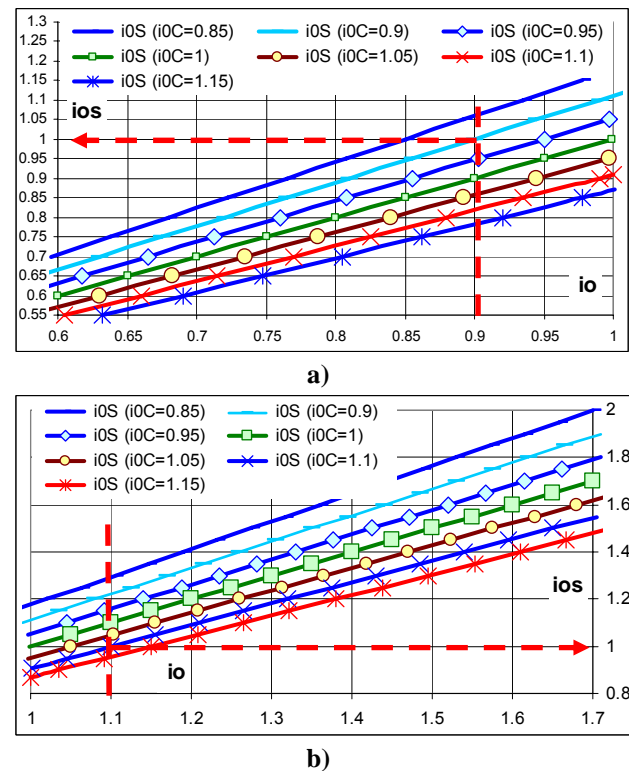 1.3
1.25
1.2
1.15
1.1
1.05
1
0.95
0.9
0.85
0.8
0.75
0.7
0.65
0.6
0.55
i0S (i0C=0.85) i0S (i0C=0.9) i0S (i0C=0.95)
i0S (i0C=1) i0S (i0C=1.05) i0S (i0C=1.1)
i0S (i0C=1.15)
ios
io
0.6 0.65 0.7 0.75 0.8 0.85 0.9 0.95 1
a)
i0S (i0C=0.85) i0S (i0C=0.9)
i0S (i0C=0.95) i0S (i0C=1)
i0S (i0C=1.05) i0S (i0C=1.1)
i0S (i0C=1.15)
2
1.8
1.6
1.4
1.2
1
0.8
ios
io
1 1.1 1.2 1.3 1.4 1.5 1.6 1.7
b)